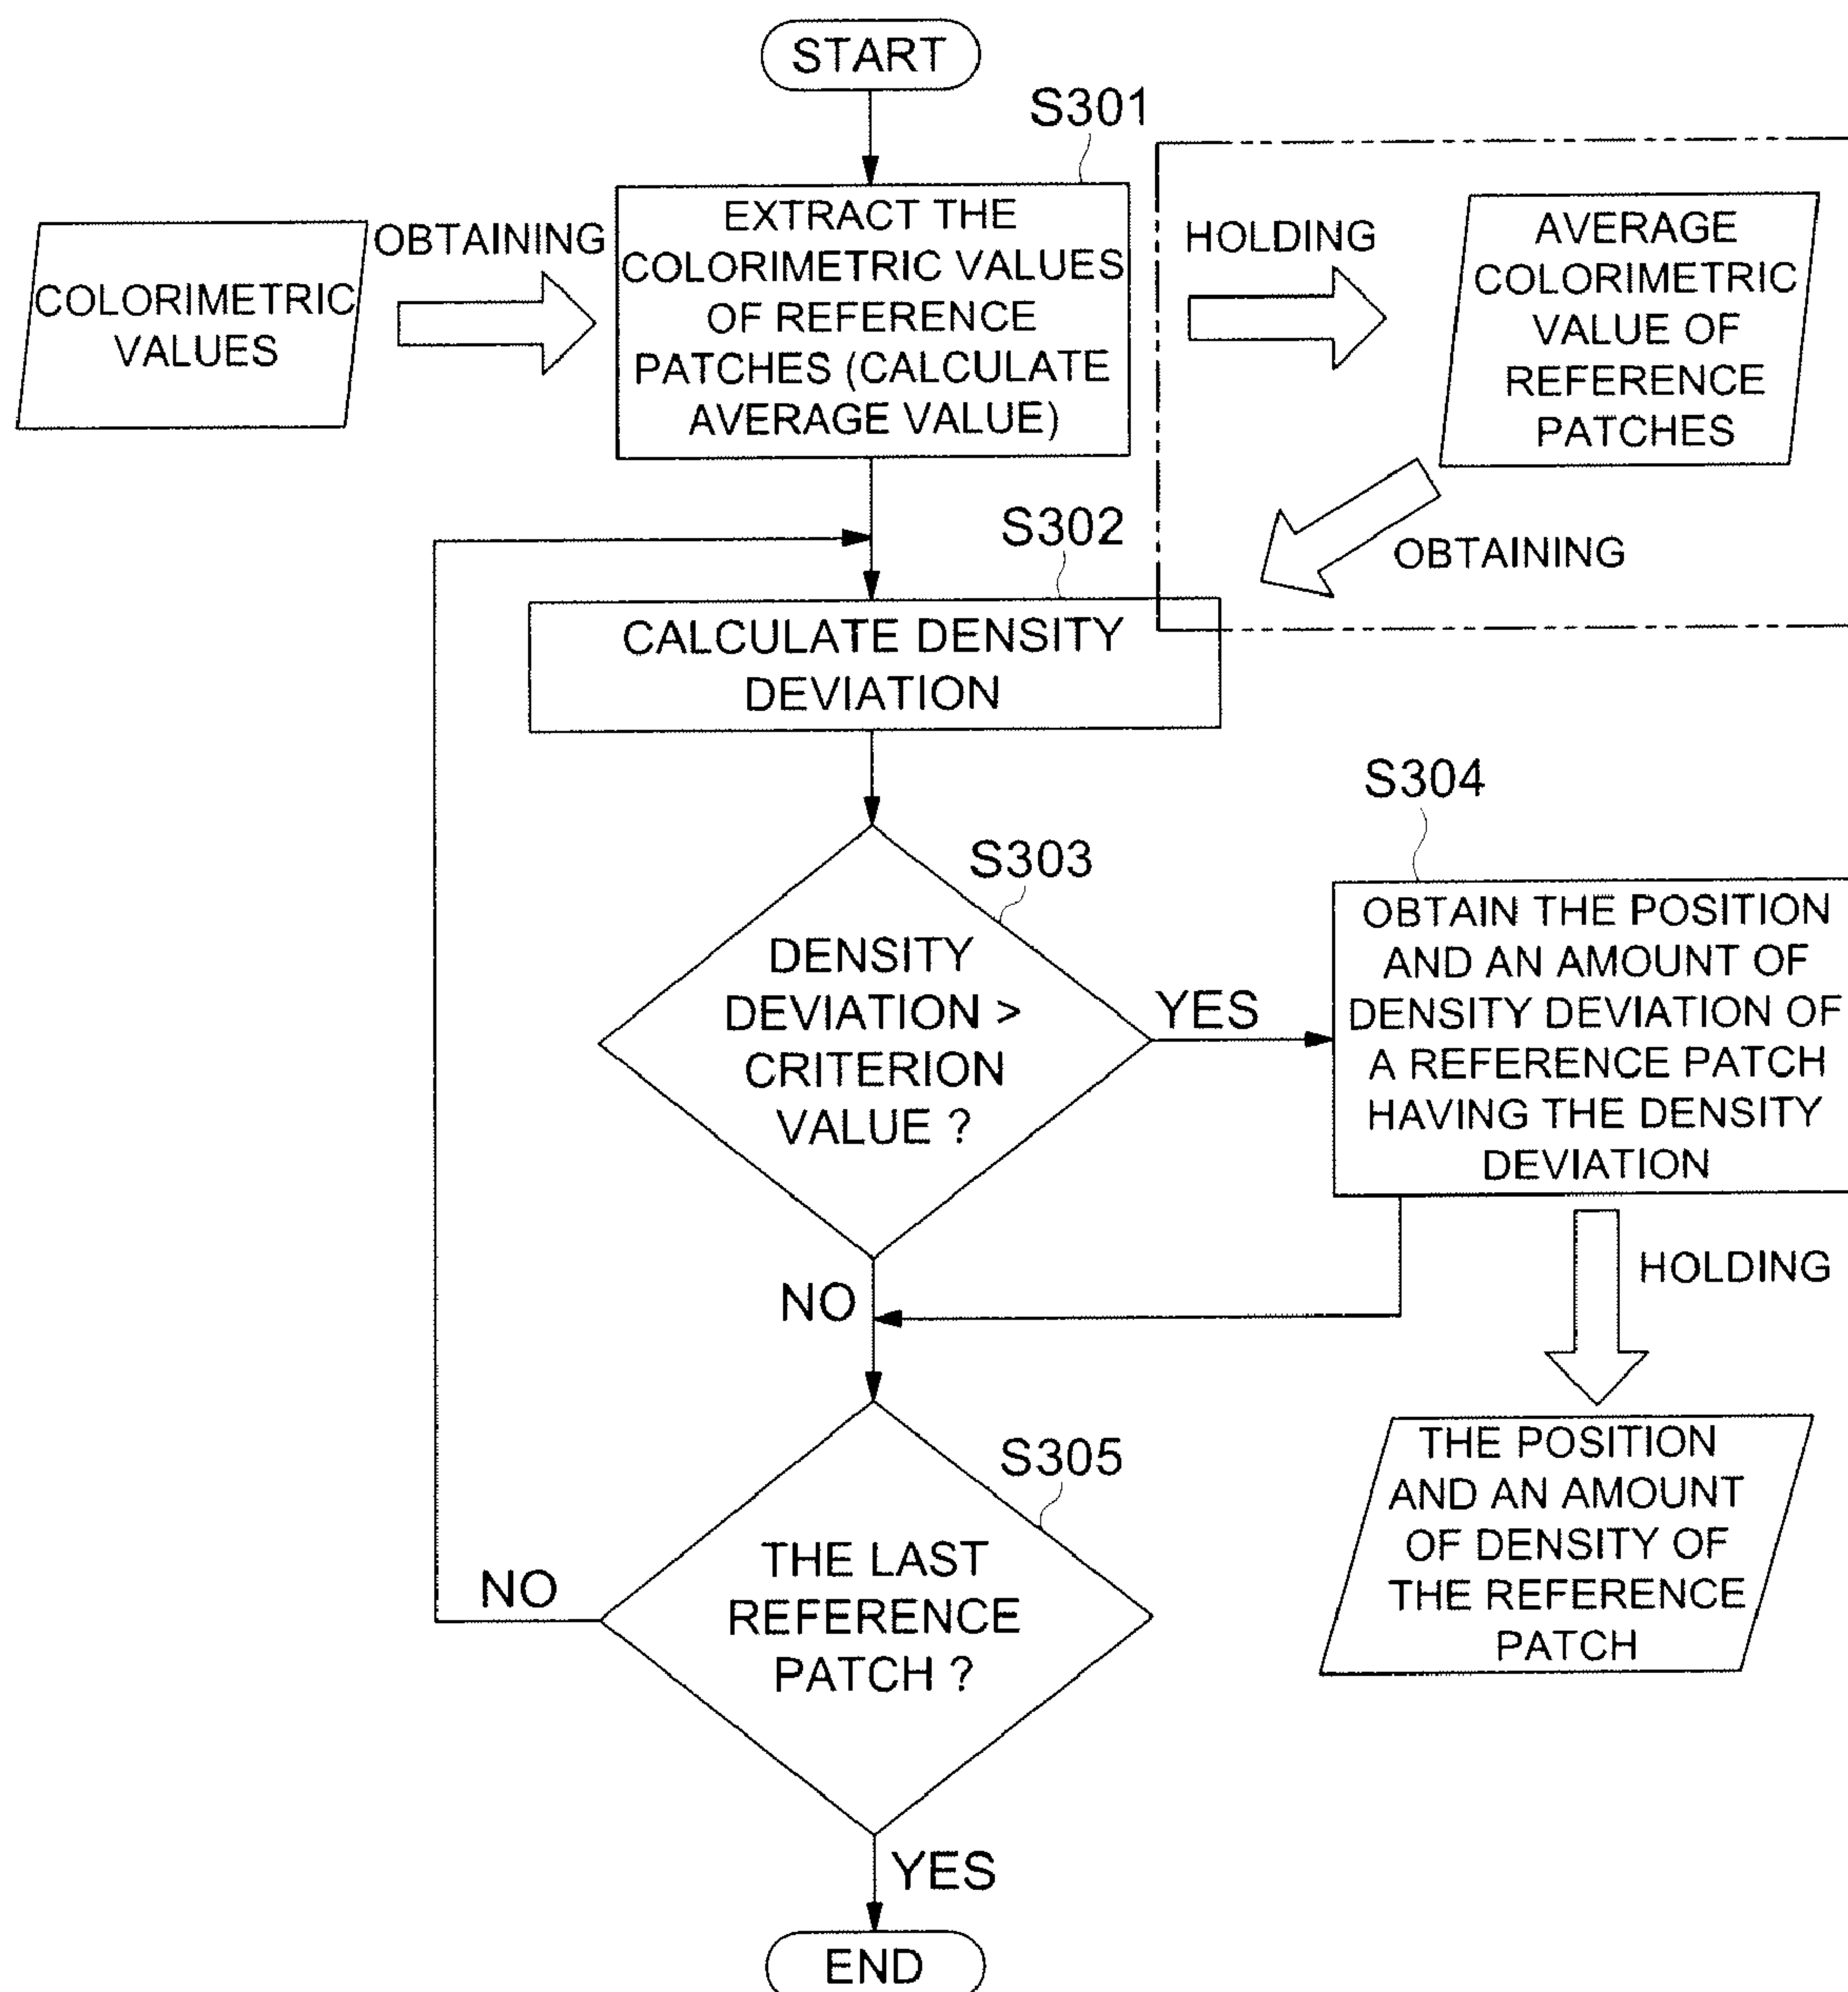 START
S301
COLORIMETRIC
VALUES
OBTAINING
EXTRACT THE
COLORIMETRIC VALUES
OF REFERENCE
PATCHES (CALCULATE
AVERAGE VALUE)
HOLDING
AVERAGE
COLORIMETRIC
VALUE OF
REFERENCE
PATCHES
OBTAINING
S302
CALCULATE DENSITY
DEVIATION
S303
DENSITY
DEVIATION >
CRITERION
VALUE ?
YES
S304
OBTAIN THE POSITION
AND AN AMOUNT OF
DENSITY DEVIATION OF
A REFERENCE PATCH
HAVING THE DENSITY
DEVIATION
NO
HOLDING
THE POSITION
AND AN AMOUNT
OF DENSITY OF
THE REFERENCE
PATCH
S305
THE LAST
REFERENCE
PATCH ?
NO
YES
END